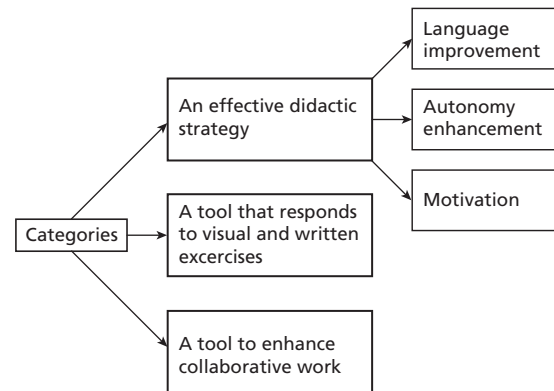 Categories
An effective didactic
strategy
A tool that responds
to visual and written
excercises
A tool to enhance
collaborative work
Language
improvement
Autonomy
enhancement
Motivation